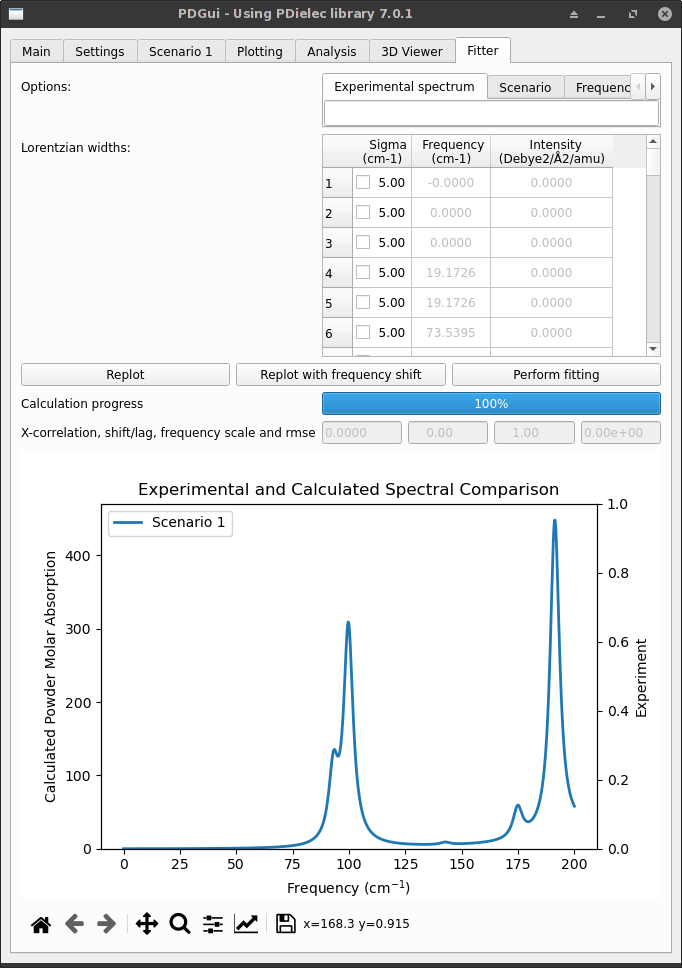 PDGui - Using PDielec library 7.0.1
Main Settings Scenario 1 Plotting Analysis 3D Viewer Fitter
Options:
Experimental spectrum Scenario Frequenc
Lorentzian widths:
Sigma Frequency Intensity
(cm-1) (cm-1) (Debye2/Å2/amu)
1 5.00 -0.0000 0.0000
2 5.00 0.0000 0.0000
3 5.00 0.0000 0.0000
4 5.00 19.1726 0.0000
5 5.00 19.1726 0.0000
6 5.00 73.5395 0.0000
Replot Replot with frequency shift Perform fitting
Calculation progress 100%
X-correlation, shift/lag, frequency scale and rmse 0.0000 0.00 1.00 0.00e+00
Experimental and Calculated Spectral Comparison
Scenario 1
Calculated Powder Molar Absorption
400
300
200
100
0
1.0
0.8
0.6
0.4
0.2
0.0
Experiment
0 25 50 75 100 125 150 175 200
Frequency (cm⁻¹)
x=168.3 y=0.915